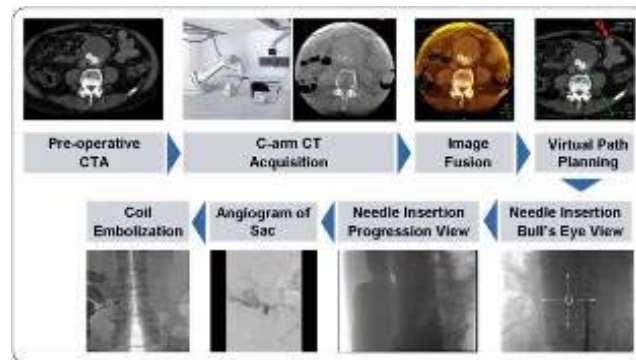 Pre-operative
CTA
C-arm CT
Acquisition
Image
Fusion
Virtual Path
Planning
Needle Insertion
Bull's Eye View
Needle Insertion
Progression View
Angiogram of
Sac
Coil
Embolization